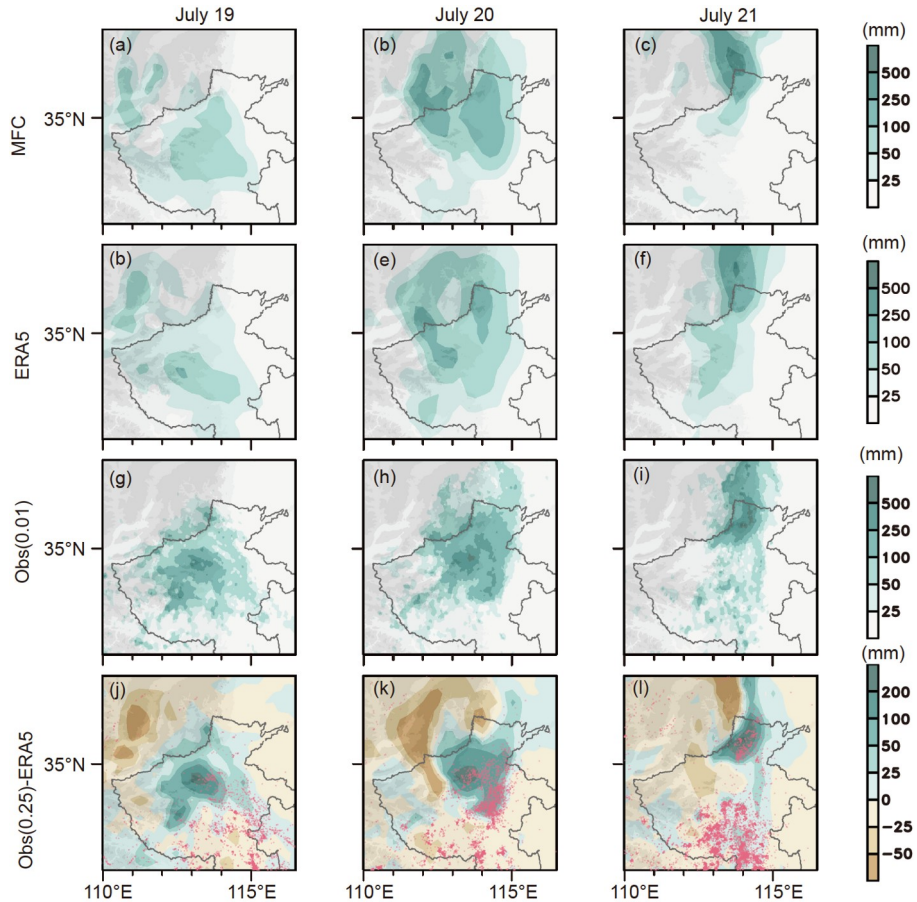 July 19 July 20 July 21
(a) (b) (c) (mm)
500
250
35°N 100
50
25
MFC
(b) (e) (f) (mm)
500
250
35°N 100
50
25
ERA5
(g) (h) (i) (mm)
500
250
35°N 100
50
25
Obs(0.01)
(j) (k) (l) (mm)
200
100
50
35°N 25
0
−25
−50
Obs(0.25)-ERA5
110°E 115°E 110°E 115°E 110°E 115°E